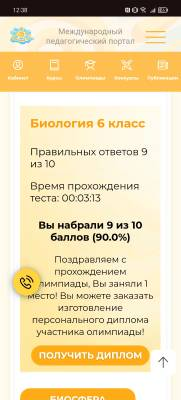 12:38
Международный
педагогический портал
Кабинет
Курсы
Олимпиады
Конкурсы
Публикации
Биология 6 класс
Правильных ответов 9
из 10
Время прохождения
теста: 00:03:13
Вы набрали 9 из 10
баллов (90.0%)
Поздравляем с
прохождением
олимпиады, Вы заняли 1
место! Вы можете заказать
изготовление
персонального диплома
участника олимпиады!
ПОЛУЧИТЬ ДИПЛОМ
БИОСФЕРА